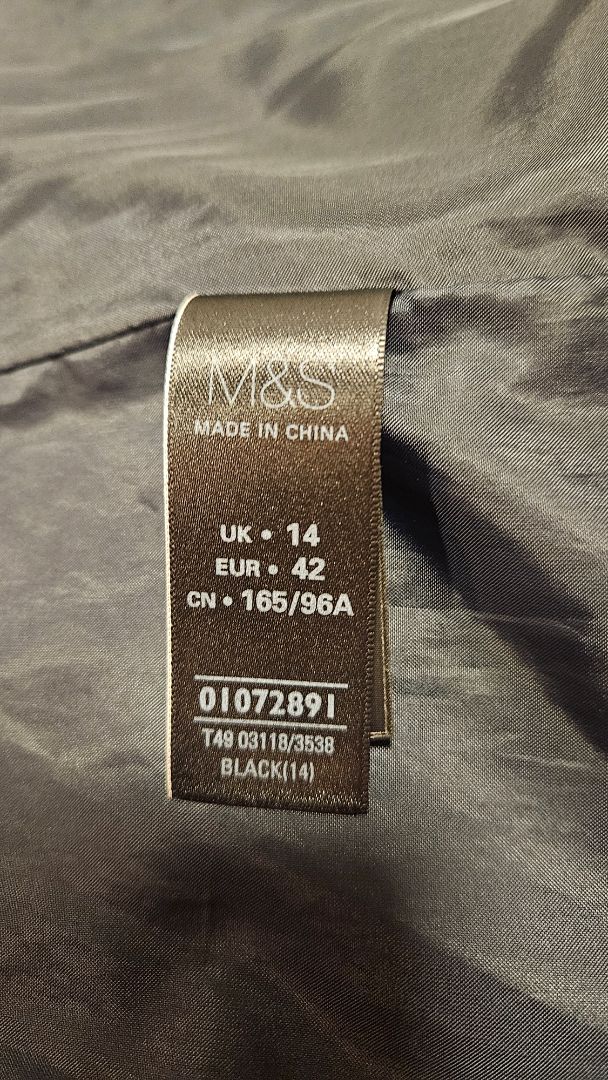 M&S
MADE IN CHINA
UK • 14
EUR • 42
CN • 165/96A
01072891
T49 03118/3538
BLACK(14)